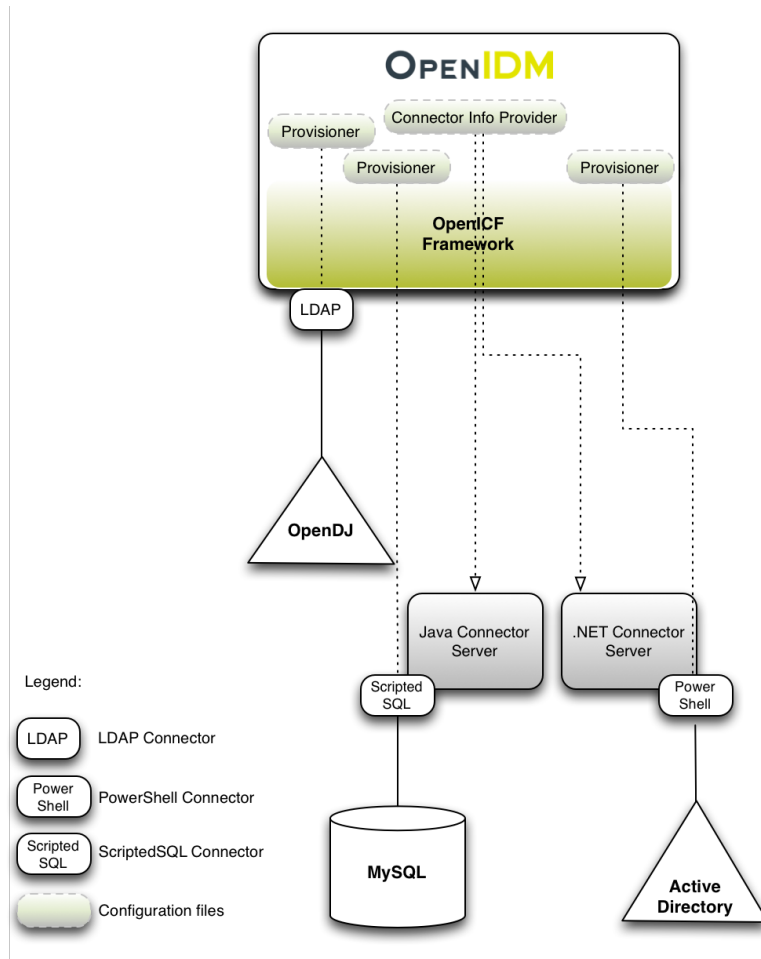 OPENIDM
Connector Info Provider
Provisioner
Provisioner
Provisioner
OpenICF
Framework
LDAP
OpenDJ
Java Connector
Server
.NET Connector
Server
Scripted
SQL
Power
Shell
MySQL
Active
Directory
Legend:
LDAP
LDAP Connector
Power
Shell
PowerShell Connector
Scripted
SQL
ScriptedSQL Connector
Configuration files